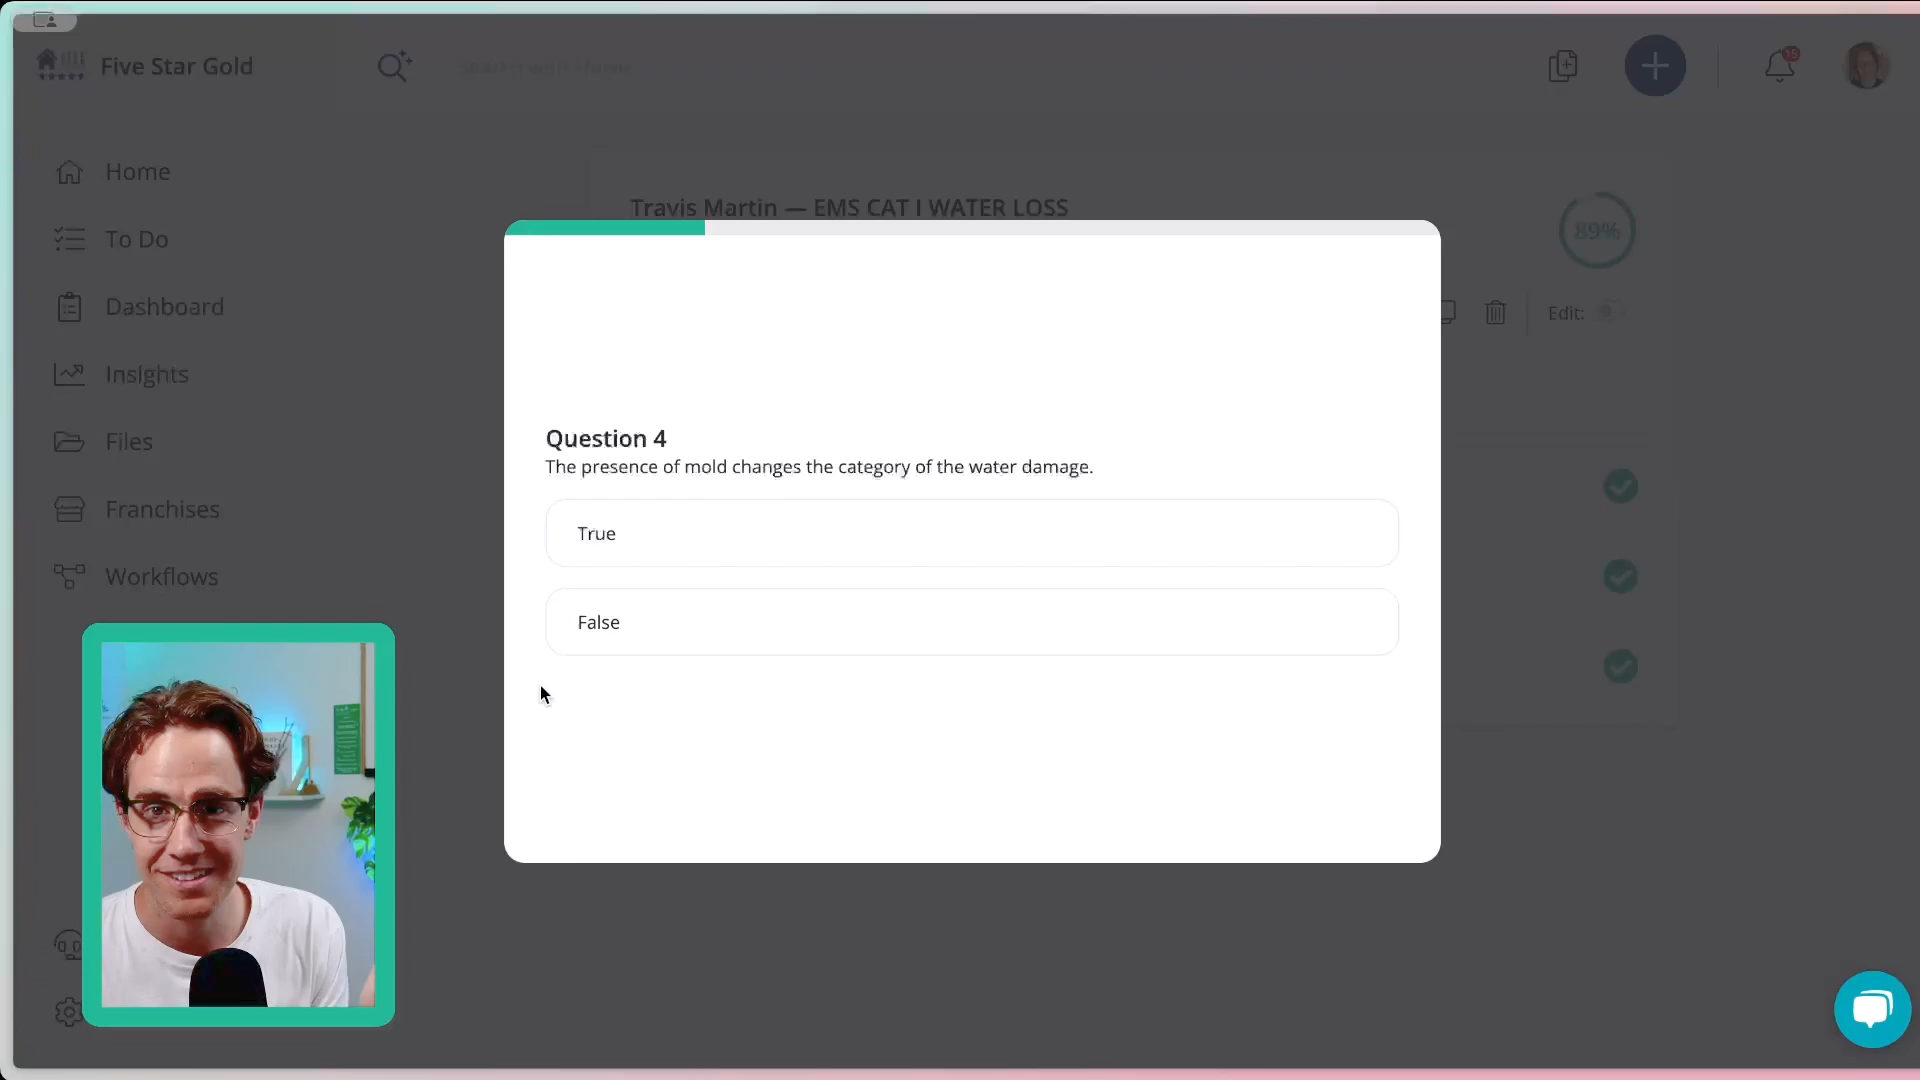 Five Star Gold
15
Home
To Do
Dashboard
Insights
Files
Franchises
Workflows
Travis Martin — EMS CAT I WATER LOSS
89%
Edit:
Question 4
The presence of mold changes the category of the water damage.
True
False